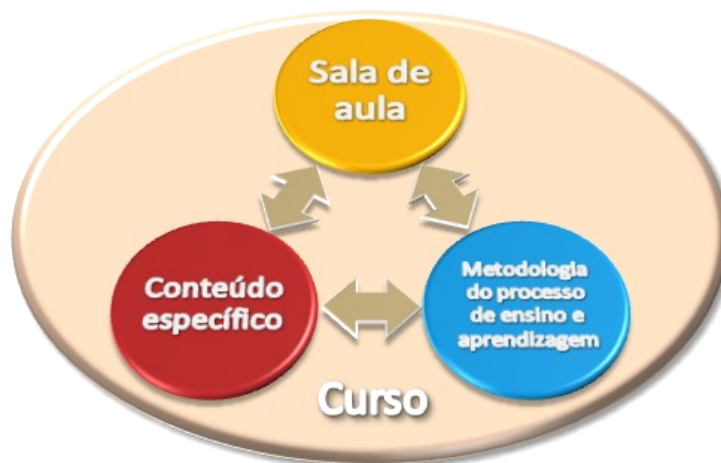 Sala de
aula
Conteúdo
específico
Metodologia
do processo
de ensino e
aprendizagem
Curso